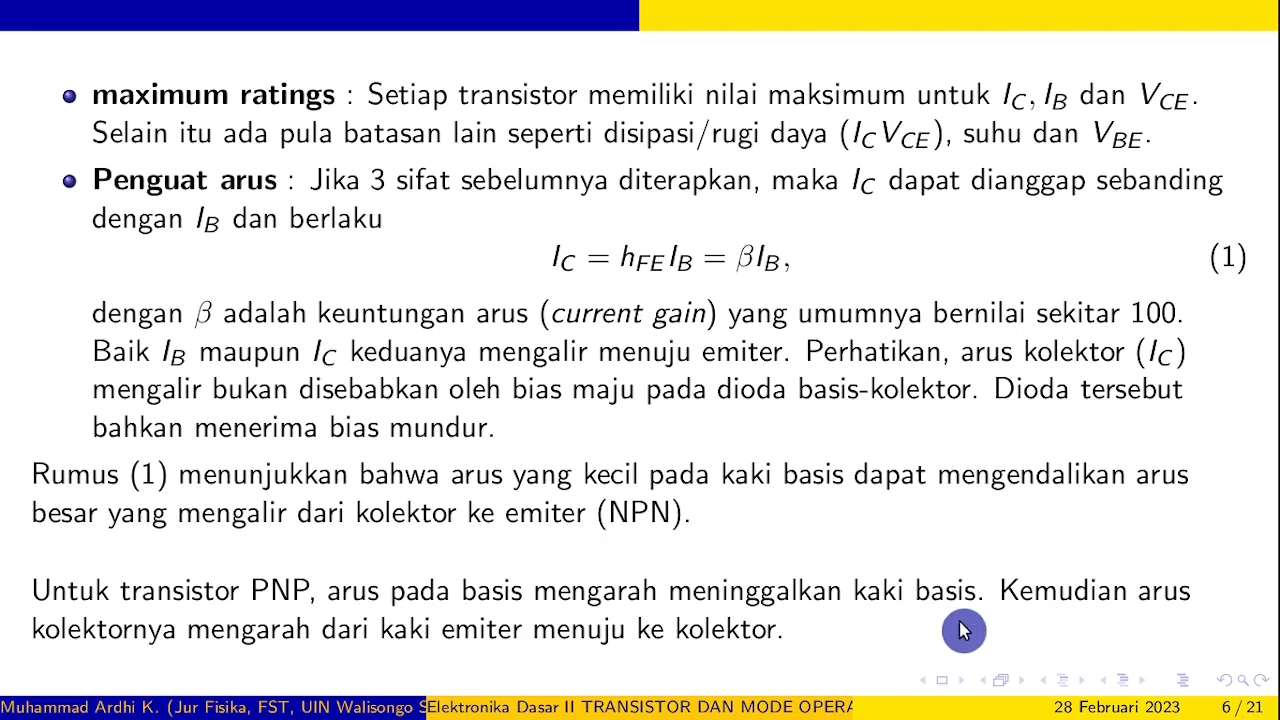 maximum ratings : Setiap transistor memiliki nilai maksimum untuk I_C, I_B dan V_CE.
Selain itu ada pula batasan lain seperti disipasi/rugi daya (I_C V_CE), suhu dan V_BE.
Penguat arus : Jika 3 sifat sebelumnya diterapkan, maka I_C dapat dianggap sebanding
dengan I_B dan berlaku
I_C = h_FE I_B = βI_B, (1)
dengan β adalah keuntungan arus (current gain) yang umumnya bernilai sekitar 100.
Baik I_B maupun I_C keduanya mengalir menuju emiter. Perhatikan, arus kolektor (I_C)
mengalir bukan disebabkan oleh bias maju pada dioda basis-kolektor. Dioda tersebut
bahkan menerima bias mundur.
Rumus (1) menunjukkan bahwa arus yang kecil pada kaki basis dapat mengendalikan arus
besar yang mengalir dari kolektor ke emiter (NPN).
Untuk transistor PNP, arus pada basis mengarah meninggalkan kaki basis. Kemudian arus
kolektornya mengarah dari kaki emiter menuju ke kolektor.
Muhammad Ardhi K. (Jur Fisika, FST, UIN Walisongo S Elektronika Dasar II TRANSISTOR DAN MODE OPERA 28 Februari 2023 6 / 21